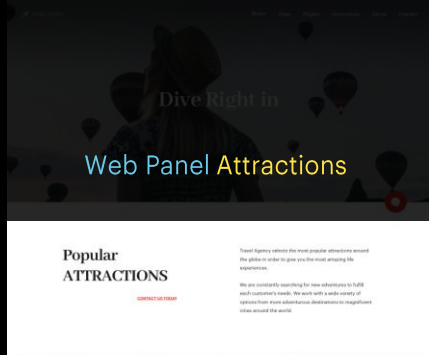 Dive Right in
Web Panel Attractions
Popular
ATTRACTIONS
CONTACT US TODAY
Travel Agency selects the most popular attractions around
the globe in order to give you the most amazing life
experiences.
We are constantly searching for new adventures to fulfill
each customer's needs. We work with a wide variety of
options from more adventurous destinations to magnificent
cities around the world.